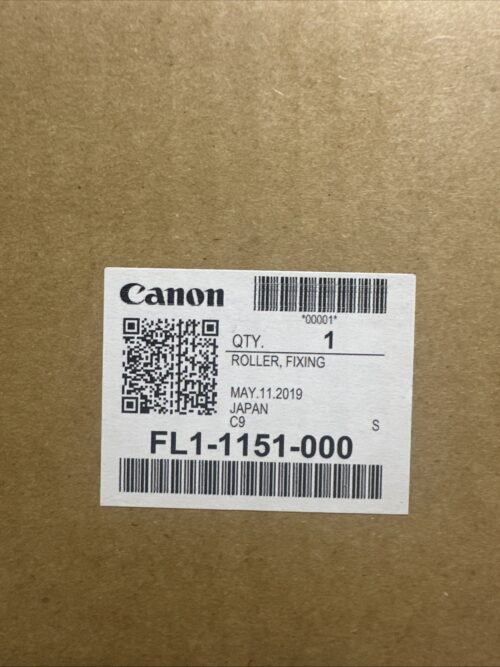 Canon
*00001*
QTY. 1
ROLLER, FIXING
MAY.11.2019
JAPAN
C9 S
FL1-1151-000